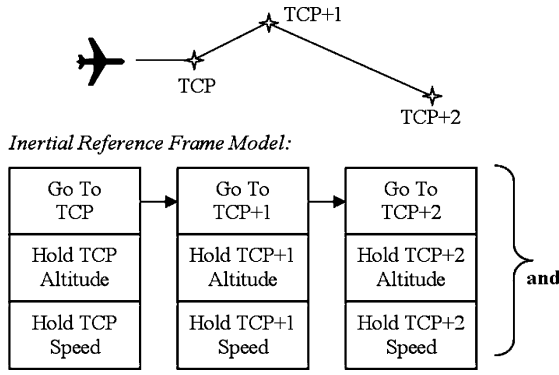 TCP+1
TCP
TCP+2
Inertial Reference Frame Model:
Go To
TCP
Go To
TCP+1
Go To
TCP+2
Hold TCP
Altitude
Hold TCP+1
Altitude
Hold TCP+2
Altitude
and
Hold TCP
Speed
Hold TCP+1
Speed
Hold TCP+2
Speed